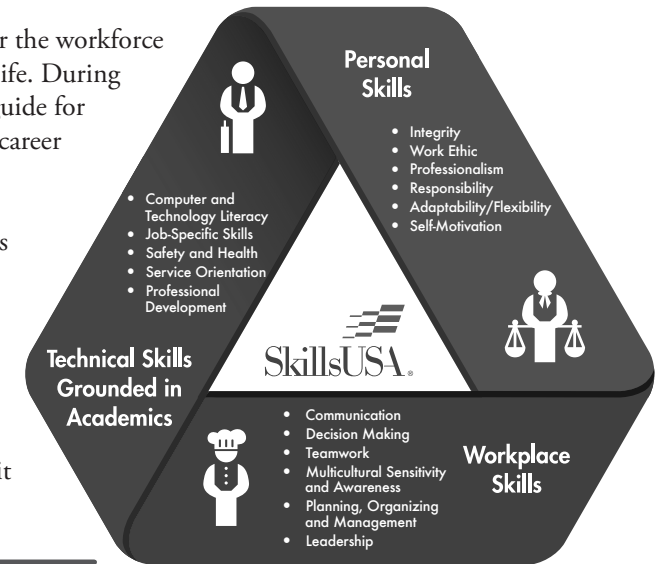 r the workforce
ife. During
uide for
career
s
it
Personal
Skills
• Integrity
• Work Ethic
• Professionalism
• Responsibility
• Adaptability/Flexibility
• Self-Motivation
• Computer and
Technology Literacy
• Job-Specific Skills
• Safety and Health
• Service Orientation
• Professional
Development
Technical Skills
Grounded in
Academics
SkillsUSA®
• Communication
• Decision Making
• Teamwork
• Multicultural Sensitivity
and Awareness
• Planning, Organizing
and Management
• Leadership
Workplace
Skills